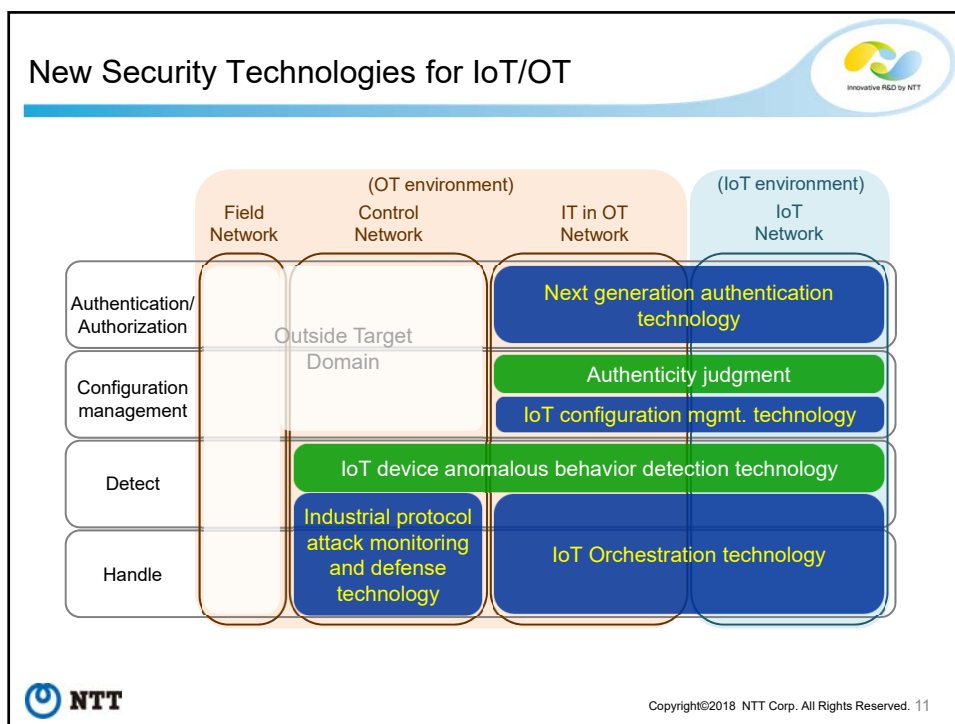 New Security Technologies for IoT/OT
Innovative R&D by NTT
(OT environment)
(IoT environment)
Field
Network
Control
Network
IT in OT
Network
IoT
Network
Authentication/
Authorization
Outside Target
Domain
Next generation authentication
technology
Configuration
management
Authenticity judgment
IoT configuration mgmt. technology
Detect
IoT device anomalous behavior detection technology
Industrial protocol
attack monitoring
and defense
technology
IoT Orchestration technology
Handle
NTT
Copyright©2018 NTT Corp. All Rights Reserved. 11